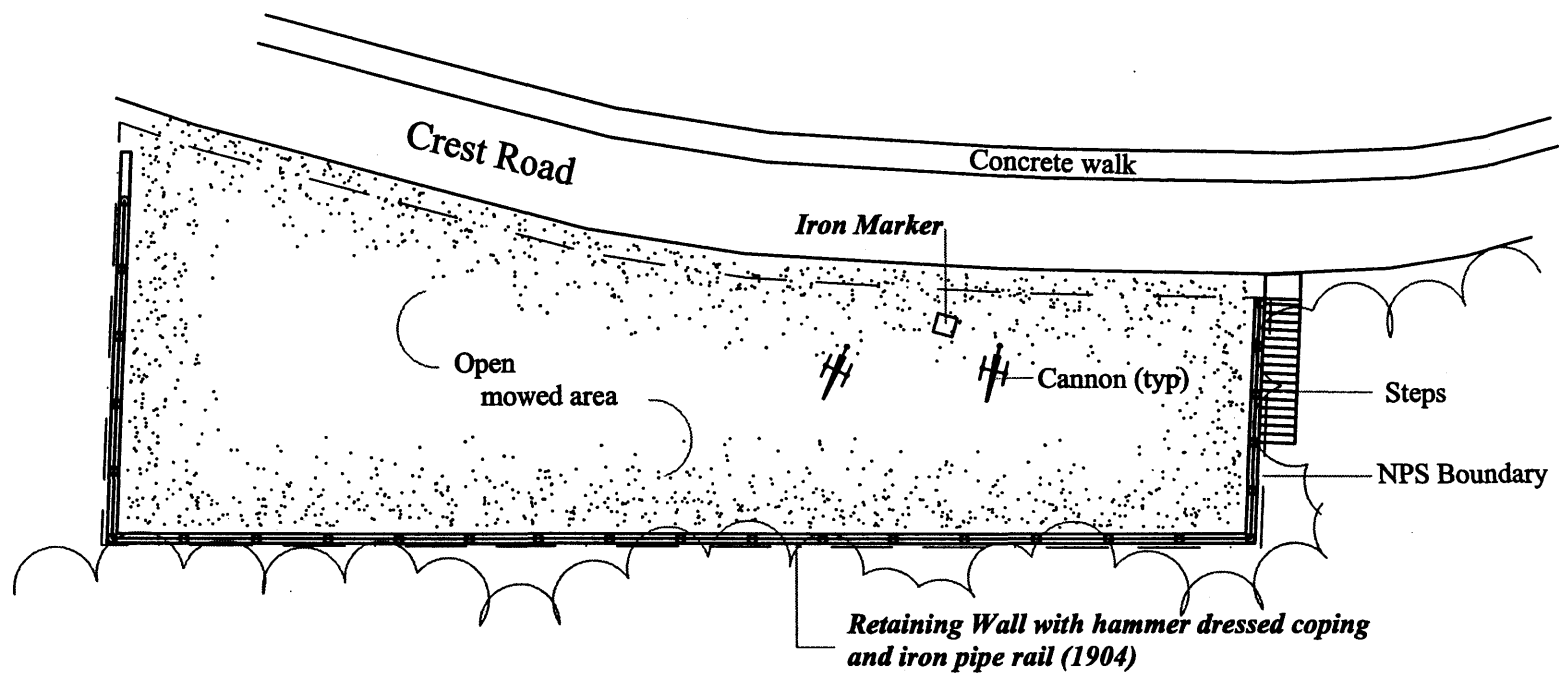 Crest Road
Concrete walk
Iron Marker
Open
mowed area
Cannon (typ)
Steps
NPS Boundary
Retaining Wall with hammer dressed coping
and iron pipe rail (1904)